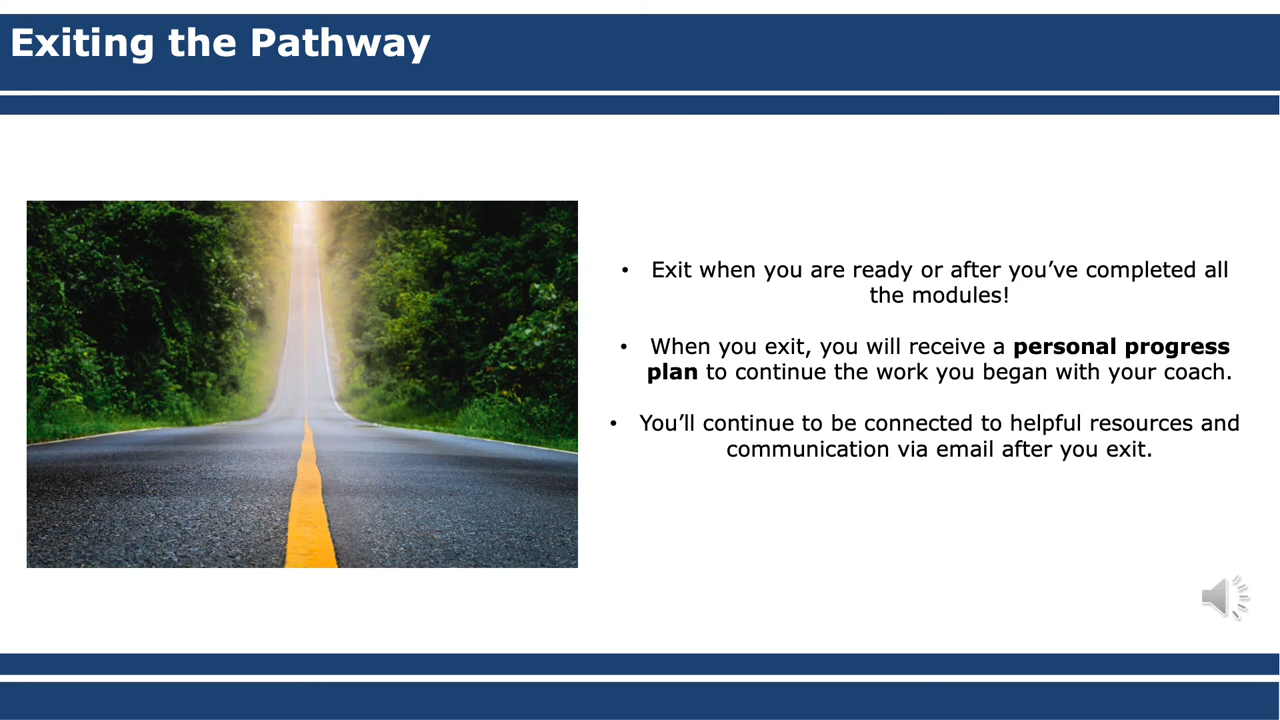 Exiting the Pathway
• Exit when you are ready or after you’ve completed all
the modules!
• When you exit, you will receive a personal progress
plan to continue the work you began with your coach.
• You’ll continue to be connected to helpful resources and
communication via email after you exit.